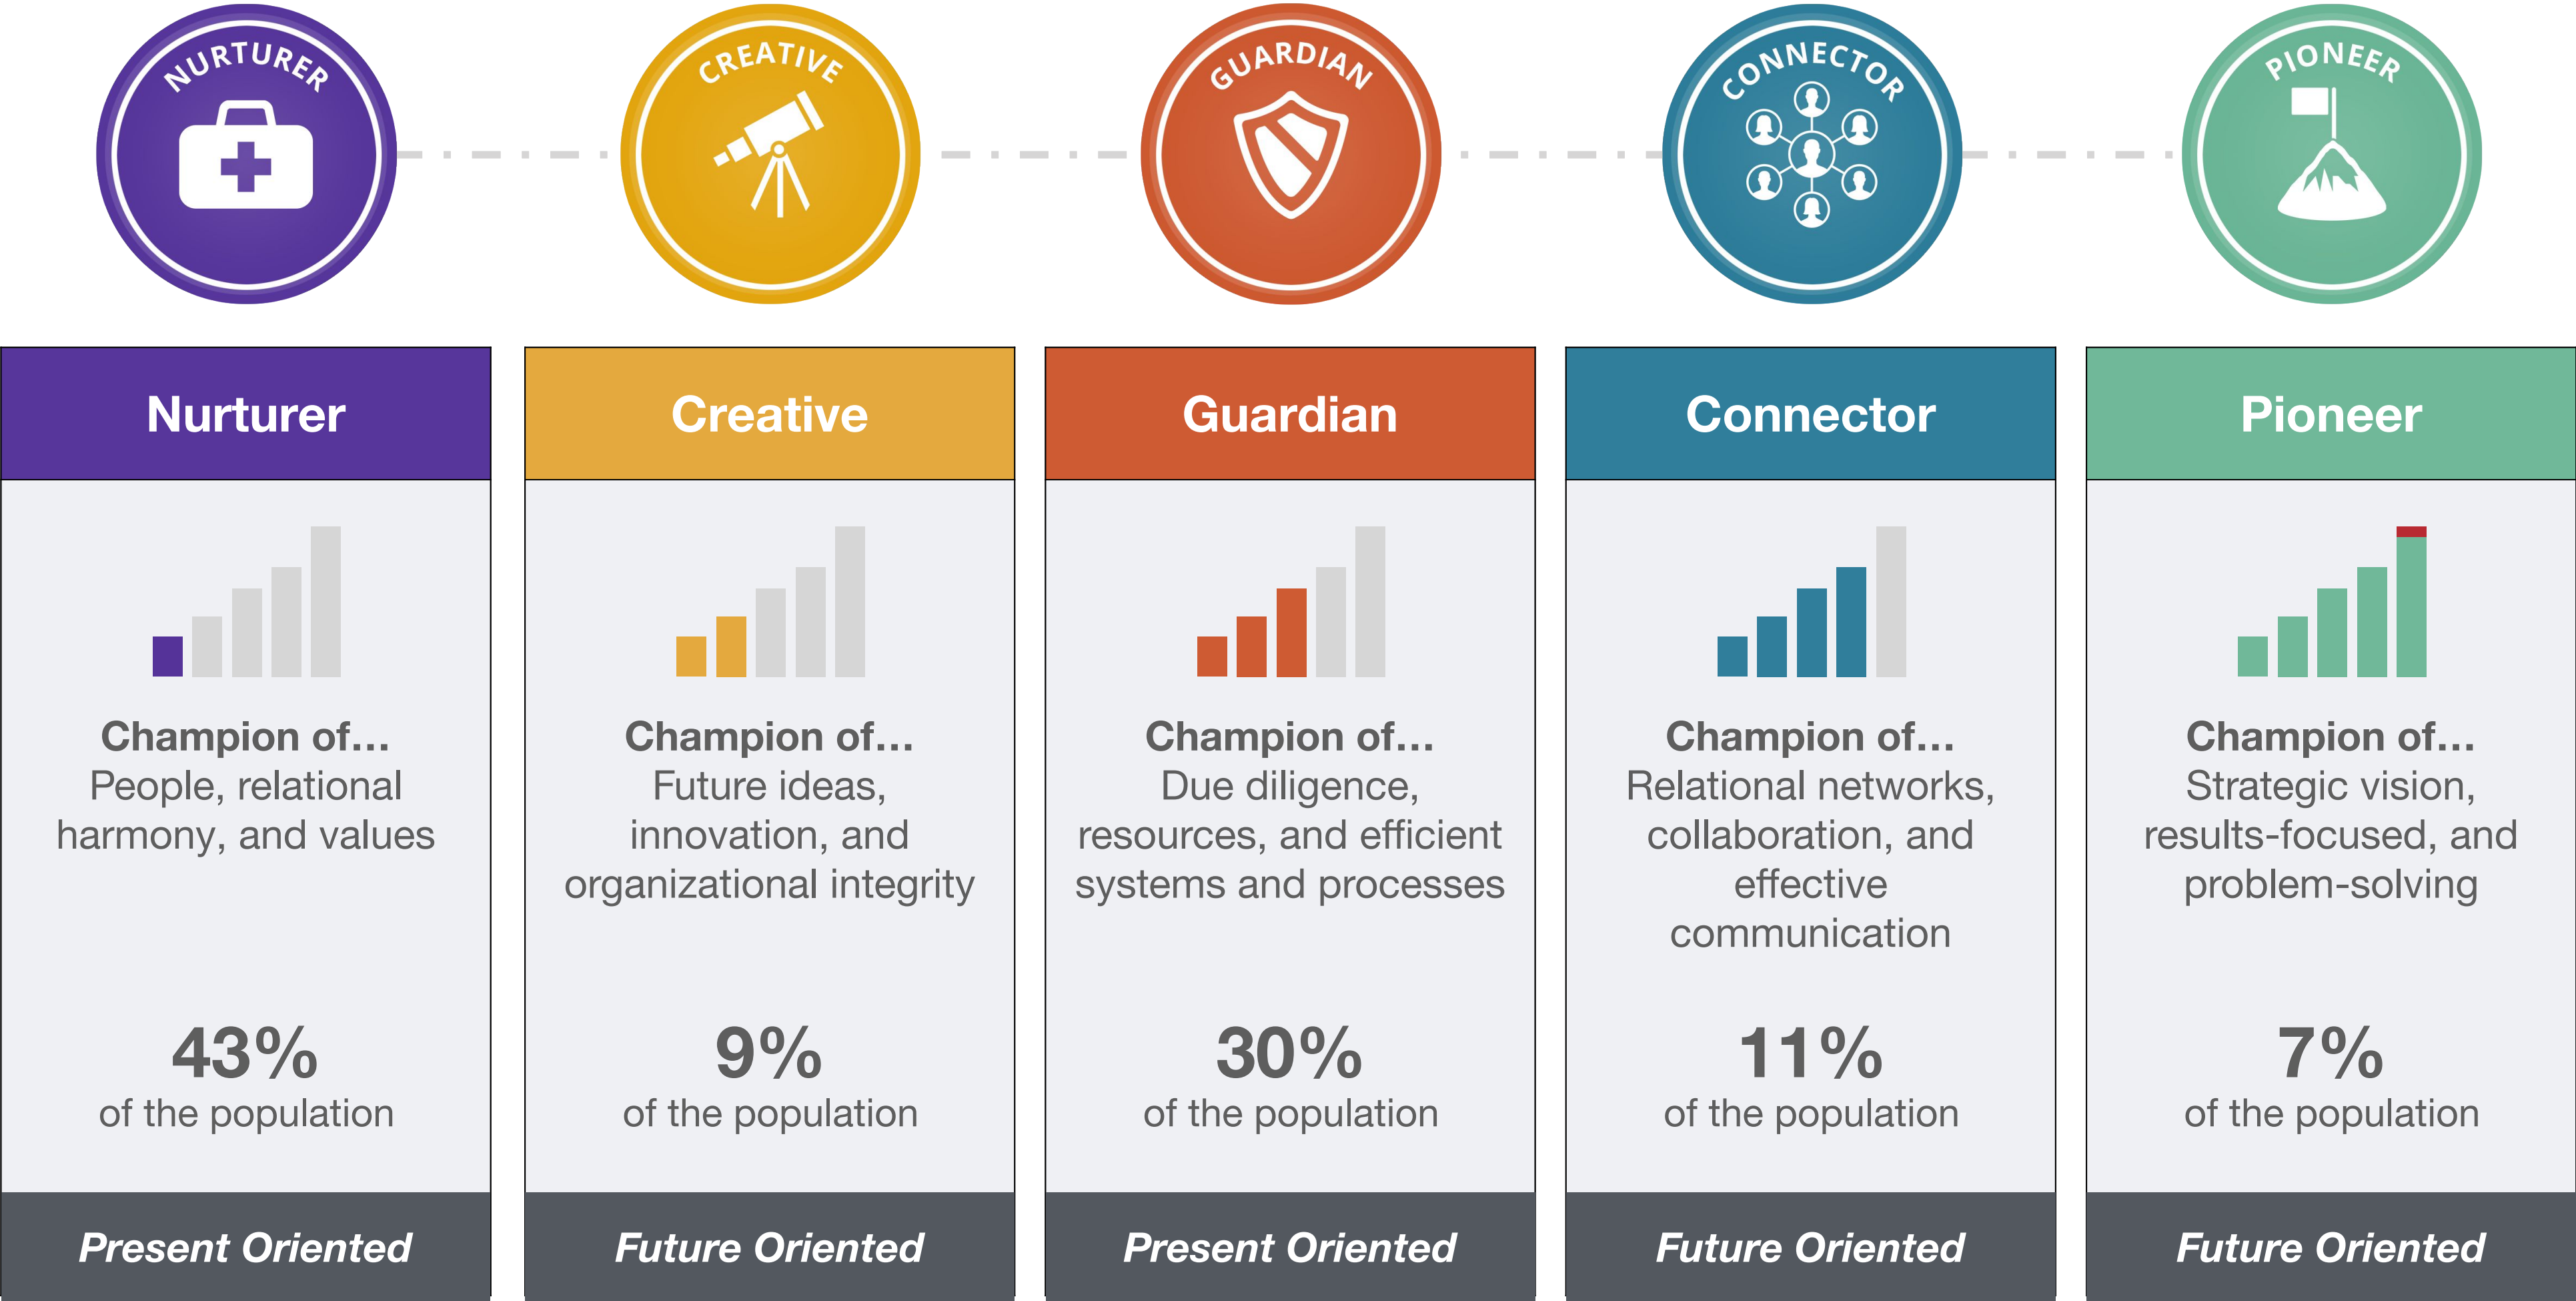 NURTURER
CREATIVE
GUARDIAN
CONNECTOR
PIONEER
Nurturer
Champion of...
People, relational
harmony, and values
43%
of the population
Present Oriented
Creative
Champion of...
Future ideas,
innovation, and
organizational integrity
9%
of the population
Future Oriented
Guardian
Champion of...
Due diligence,
resources, and efficient
systems and processes
30%
of the population
Present Oriented
Connector
Champion of...
Relational networks,
collaboration, and
effective
communication
11%
of the population
Future Oriented
Pioneer
Champion of...
Strategic vision,
results-focused, and
problem-solving
7%
of the population
Future Oriented